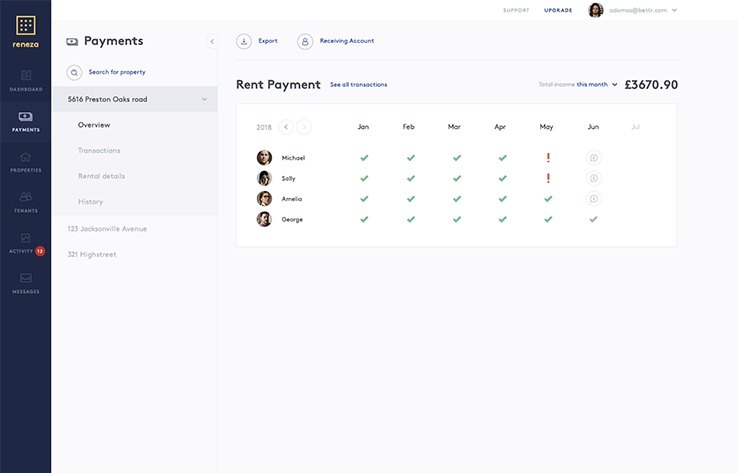 SUPPORT UPGRADE adamos@bettr.com
reneza
DASHBOARD
PAYMENTS
PROPERTIES
TENANTS
ACTIVITY 12
MESSAGES
Payments
Search for property
5616 Preston Oaks road
Overview
Transactions
Rental details
History
123 Jacksonville Avenue
321 Highstreet
Export Receiving Account
Rent Payment See all transactions Total income this month £3670.90
2018 Jan Feb Mar Apr May Jun Jul
Michael
Sally
Amelia
George